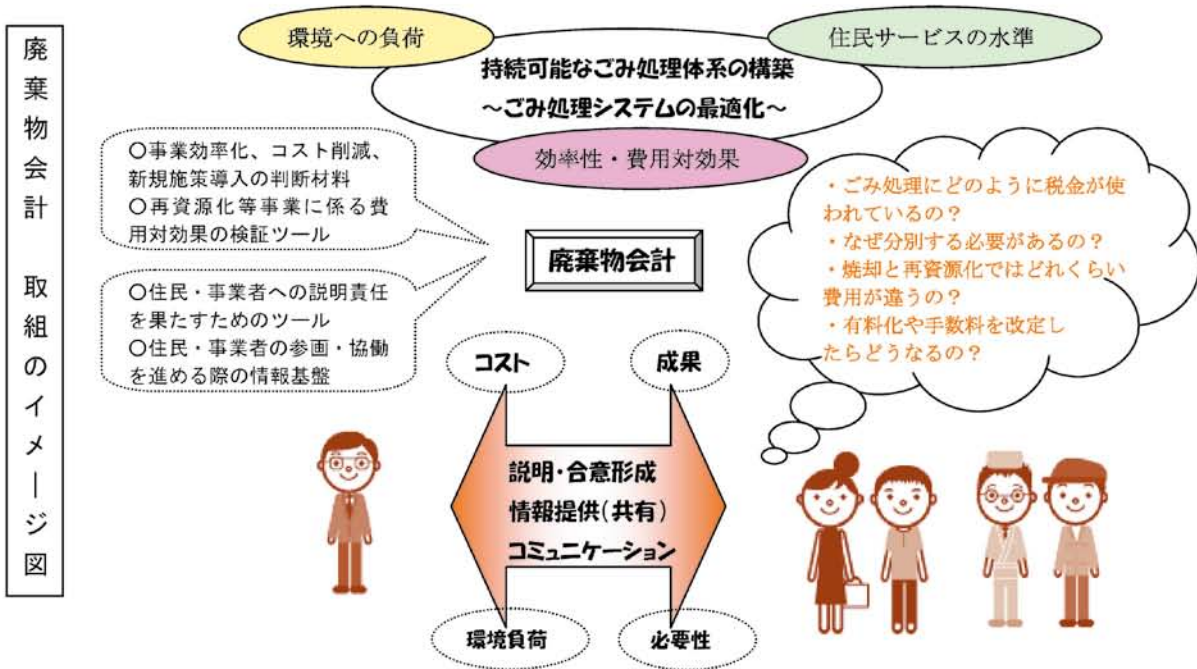 廃棄物会計 取組のイメージ図
環境への負荷
住民サービスの水準
持続可能なごみ処理体系の構築
～ごみ処理システムの最適化～
効率性・費用対効果
○事業効率化、コスト削減、
新規施策導入の判断材料
○再資源化等事業に係る費
用対効果の検証ツール
○住民・事業者への説明責任
を果たすためのツール
○住民・事業者の参画・協働
を進める際の情報基盤
廃棄物会計
・ごみ処理にどのように税金が使
われているの？
・なぜ分別する必要があるの？
・焼却と再資源化ではどれくらい
費用が違うの？
・有料化や手数料を改定し
たらどうなるの？
コスト
成果
説明・合意形成
情報提供(共有)
コミュニケーション
環境負荷
必要性